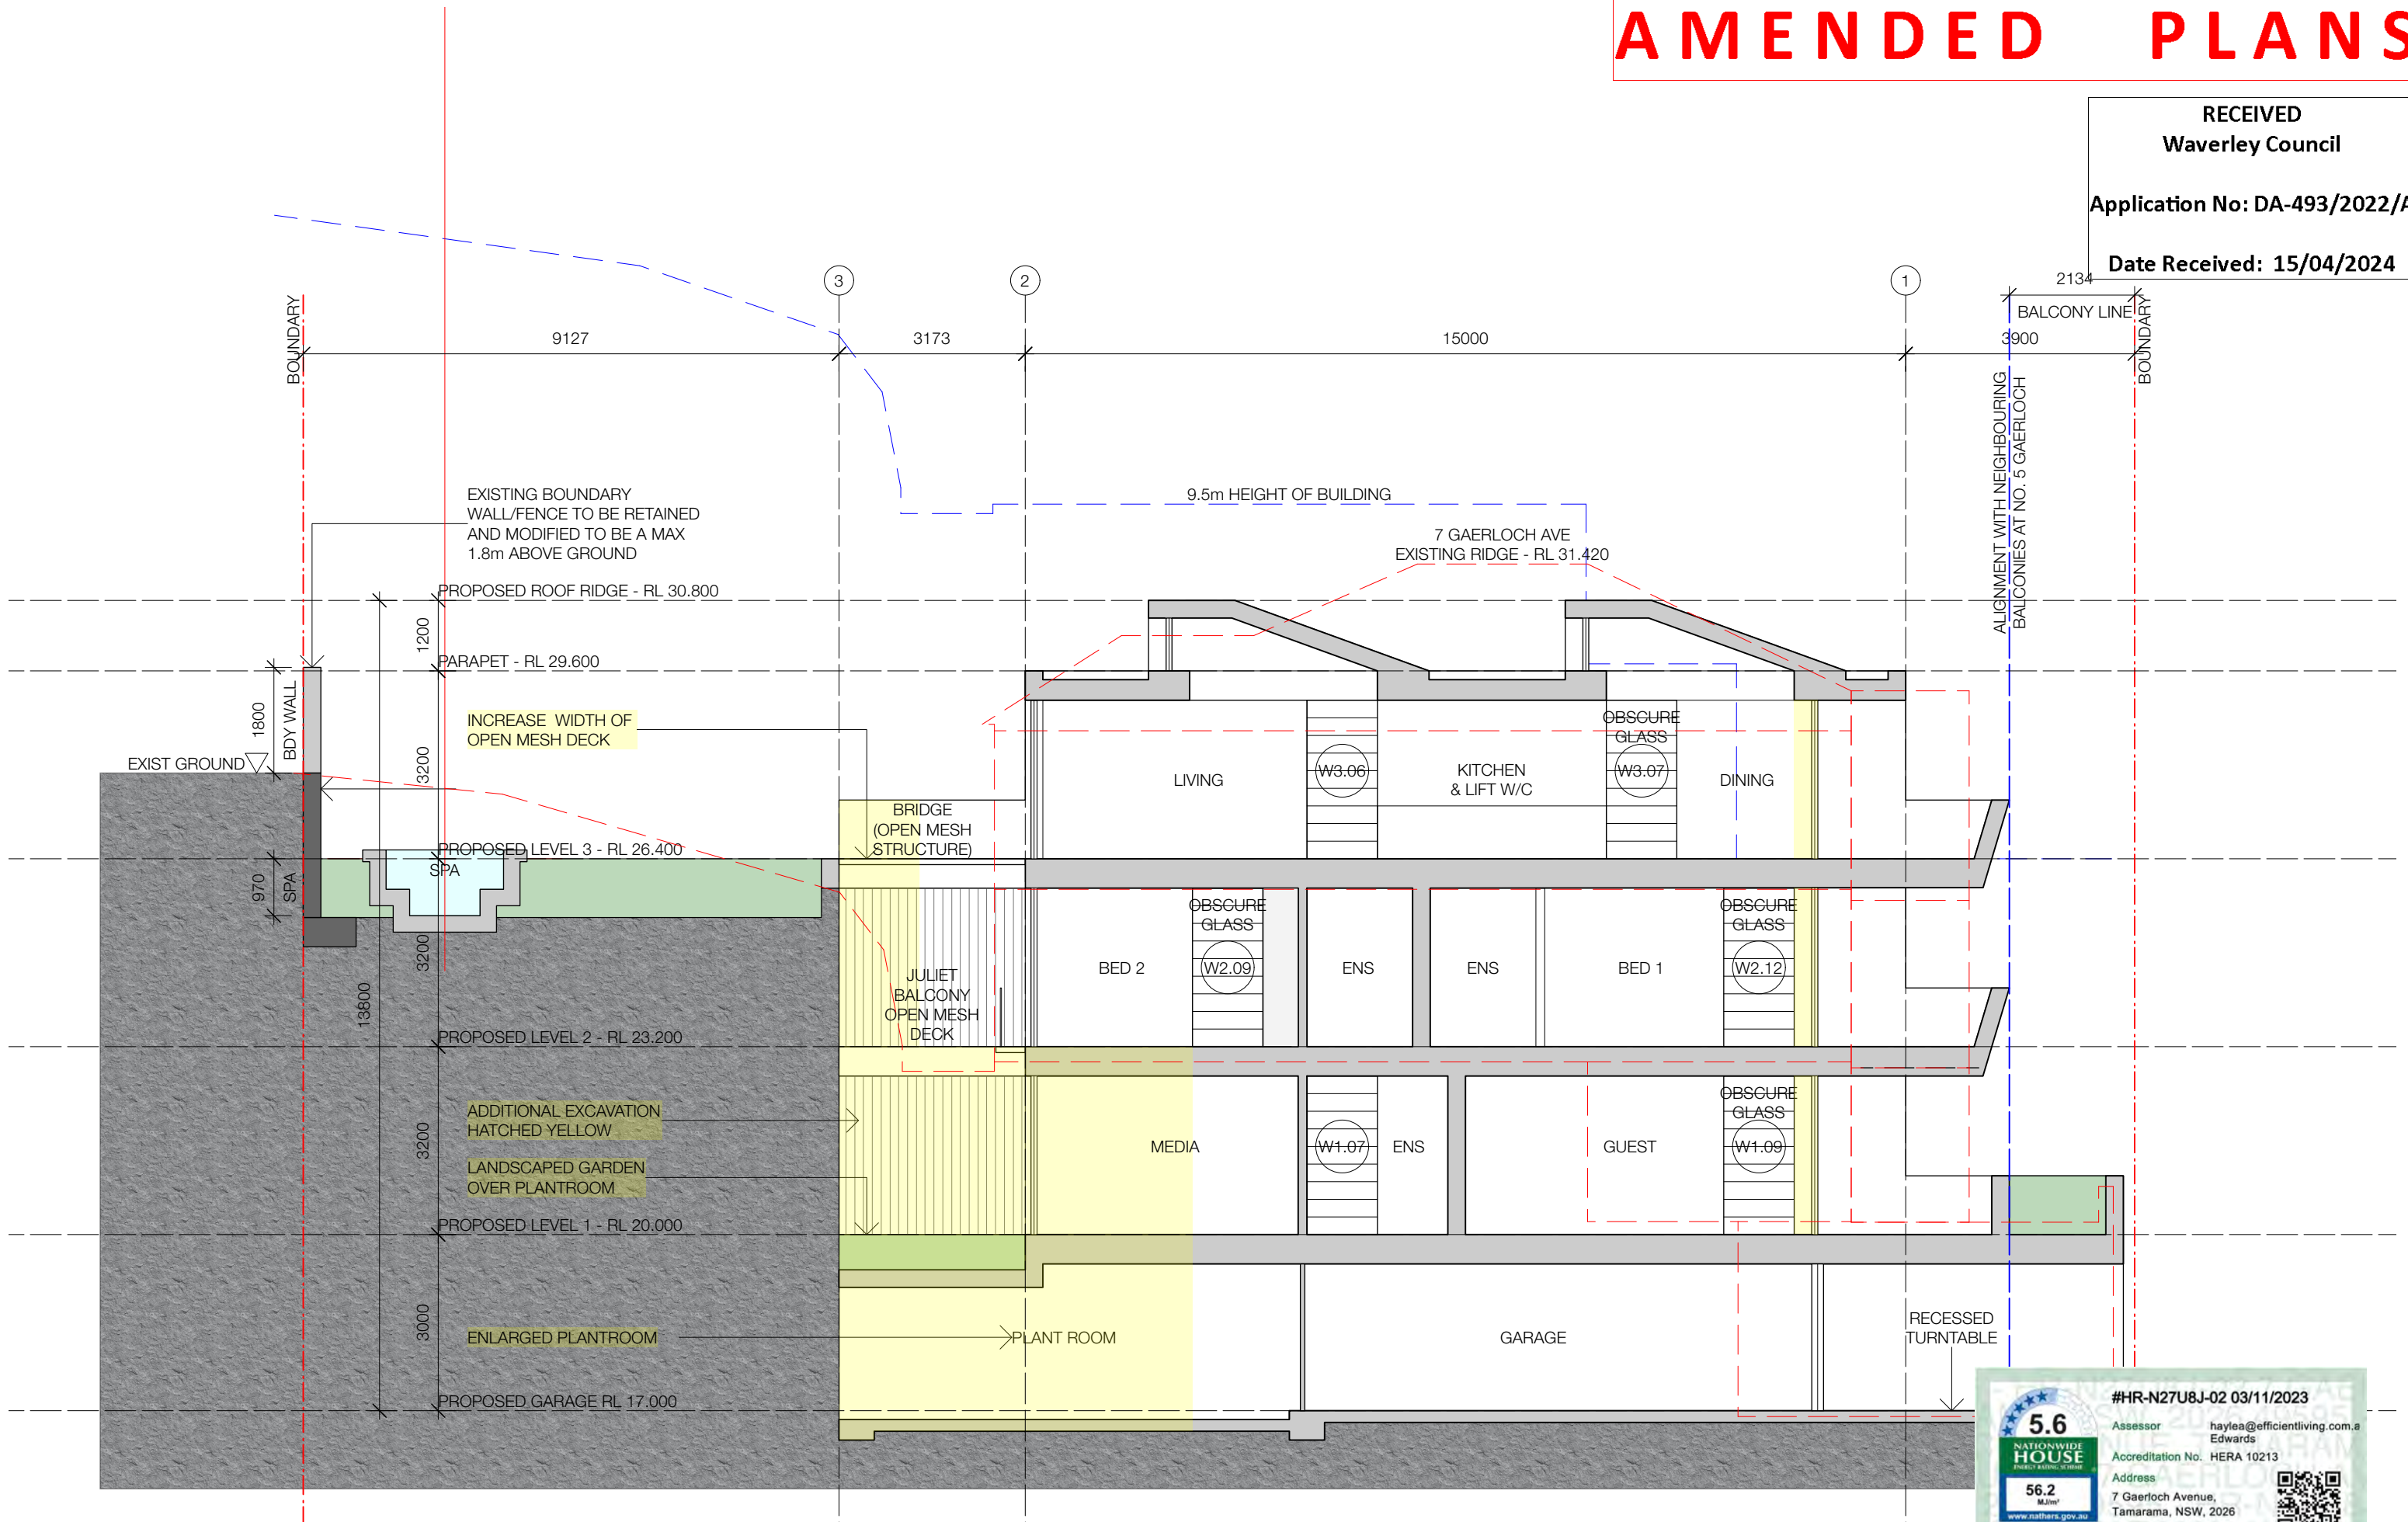 AMENDED PLANS
RECEIVED
Waverley Council
Application No: DA-493/2022/A
Date Received: 15/04/2024
3
2
1
2134
BALCONY LINE
BOUNDARY
9127
3173
15000
3900
BOUNDARY
ALIGNMENT WITH NEIGHBOURING
BALCONIES AT NO. 5 GAERLOCH
EXISTING BOUNDARY
WALL/FENCE TO BE RETAINED
AND MODIFIED TO BE A MAX
1.8m ABOVE GROUND
9.5m HEIGHT OF BUILDING
7 GAERLOCH AVE
EXISTING RIDGE - RL 31.420
PROPOSED ROOF RIDGE - RL 30.800
1200
PARAPET - RL 29.600
1800
BDY WALL
INCREASE WIDTH OF
OPEN MESH DECK
EXIST GROUND
3200
BRIDGE
(OPEN MESH
STRUCTURE)
LIVING
W3.06
KITCHEN
& LIFT W/C
OBSCURE
GLASS
W3.07
DINING
PROPOSED LEVEL 3 - RL 26.400
SPA
970
SPA
3200
13800
JULIET
BALCONY
OPEN MESH
DECK
BED 2
OBSCURE
GLASS
W2.09
ENS
ENS
BED 1
OBSCURE
GLASS
W2.12
PROPOSED LEVEL 2 - RL 23.200
ADDITIONAL EXCAVATION
HATCHED YELLOW
3200
LANDSCAPED GARDEN
OVER PLANTROOM
MEDIA
W1.07
ENS
GUEST
OBSCURE
GLASS
W1.09
PROPOSED LEVEL 1 - RL 20.000
3000
ENLARGED PLANTROOM
PLANT ROOM
GARAGE
RECESSED
TURNTABLE
PROPOSED GARAGE RL 17.000
5.6
NATIONWIDE
HOUSE
ENERGY RATING SCHEME
56.2
MJ/m²
www.nathers.gov.au
#HR-N27U8J-02 03/11/2023
Assessor haylea@efficientliving.com.a
Edwards
Accreditation No. HERA 10213
Address
7 Gaerloch Avenue,
Tamarama, NSW, 2026